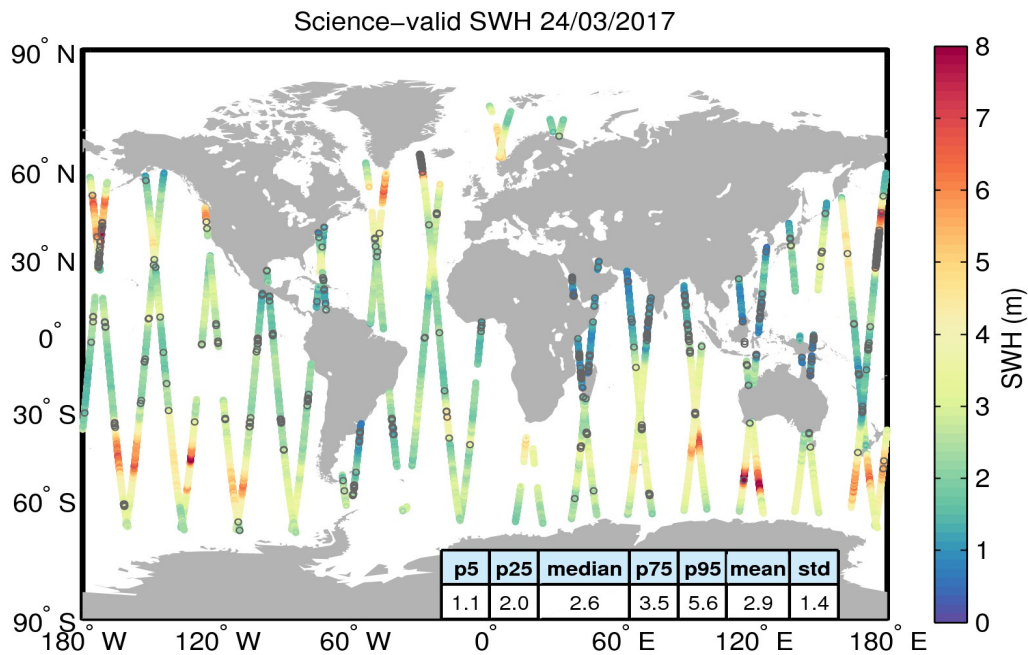 Science−valid SWH 24/03/2017
90° N
60° N
30° N
0°
30° S
60° S
90° S
180° W
120° W
60° W
0°
60° E
120° E
180° E
p5 p25 median p75 p95 mean std
1.1 2.0 2.6 3.5 5.6 2.9 1.4
8
7
6
5
4
3
2
1
0
SWH (m)